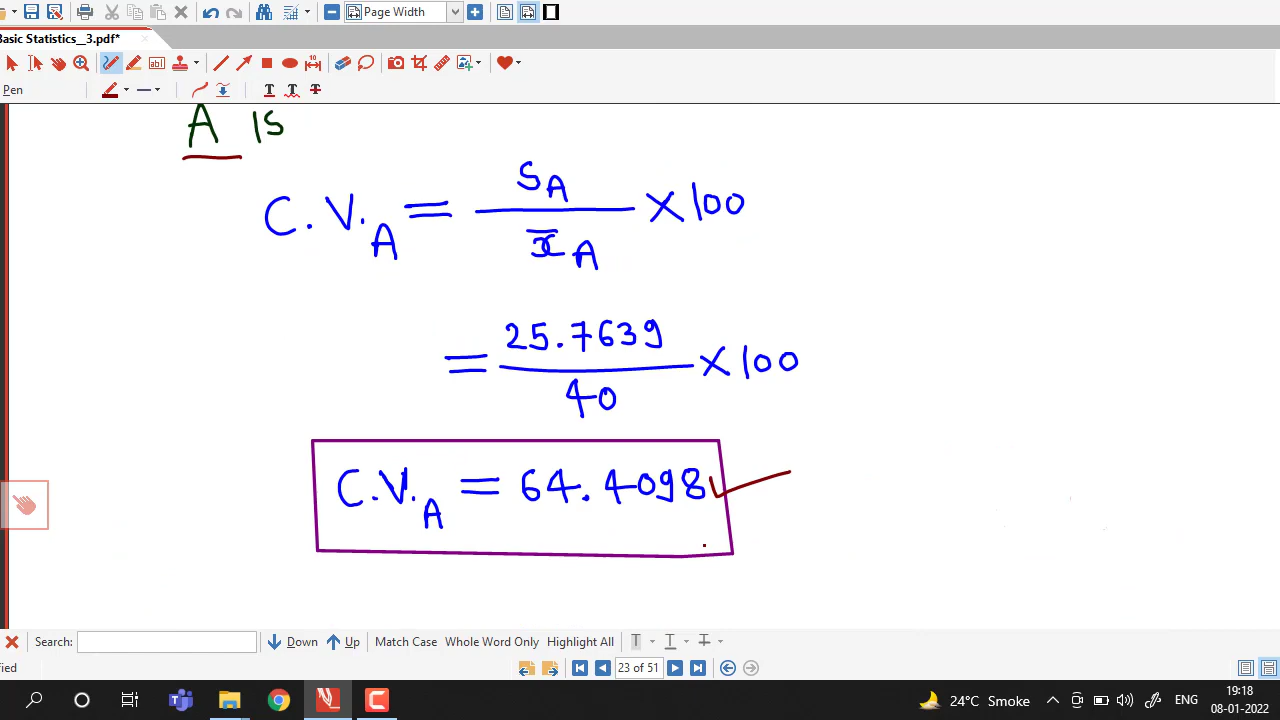 Page Width
Basic Statistics_3.pdf*
Pen
A is
C.V.A = SA / x̄A × 100
= 25.7639 / 40 × 100
C.V.A = 64.4098
Search: Down Up Match Case Whole Word Only Highlight All
fied 23 of 51
24°C Smoke ENG 19:18
08-01-2022